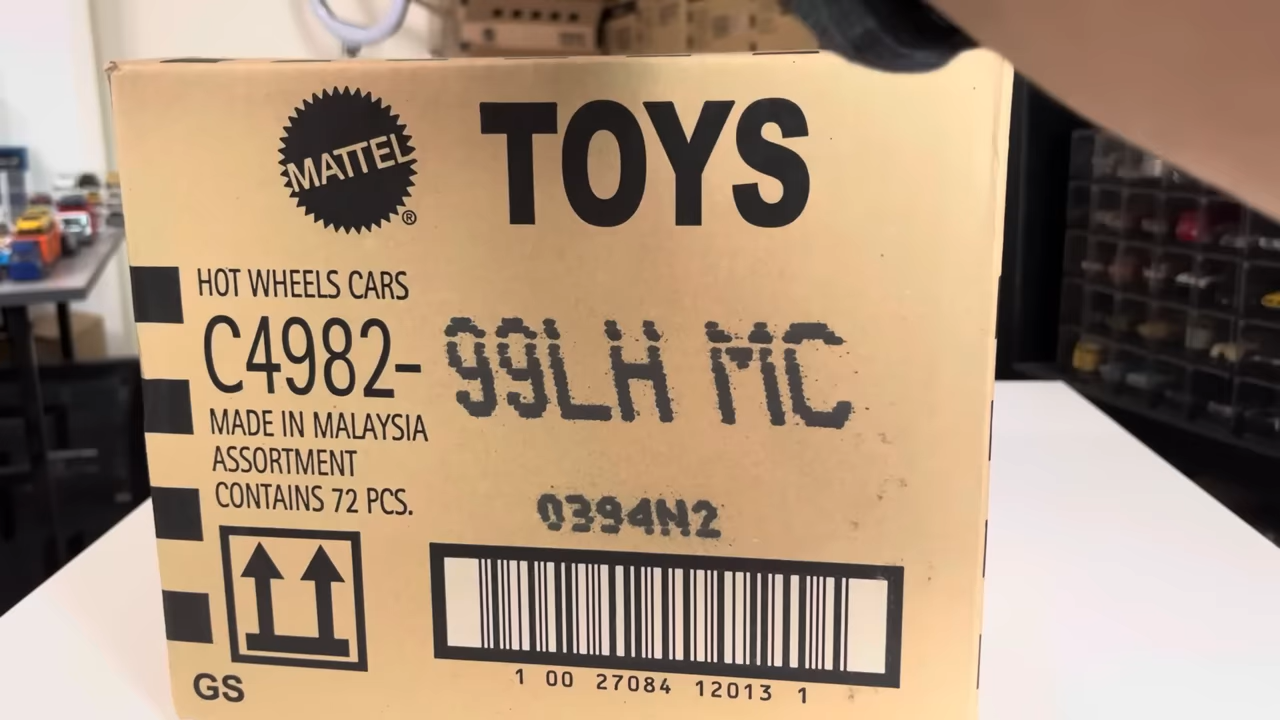 MATTEL®
TOYS
HOT WHEELS CARS
C4982- 99LH MC
MADE IN MALAYSIA
ASSORTMENT
CONTAINS 72 PCS.
0394N2
1 00 27084 12013 1
GS